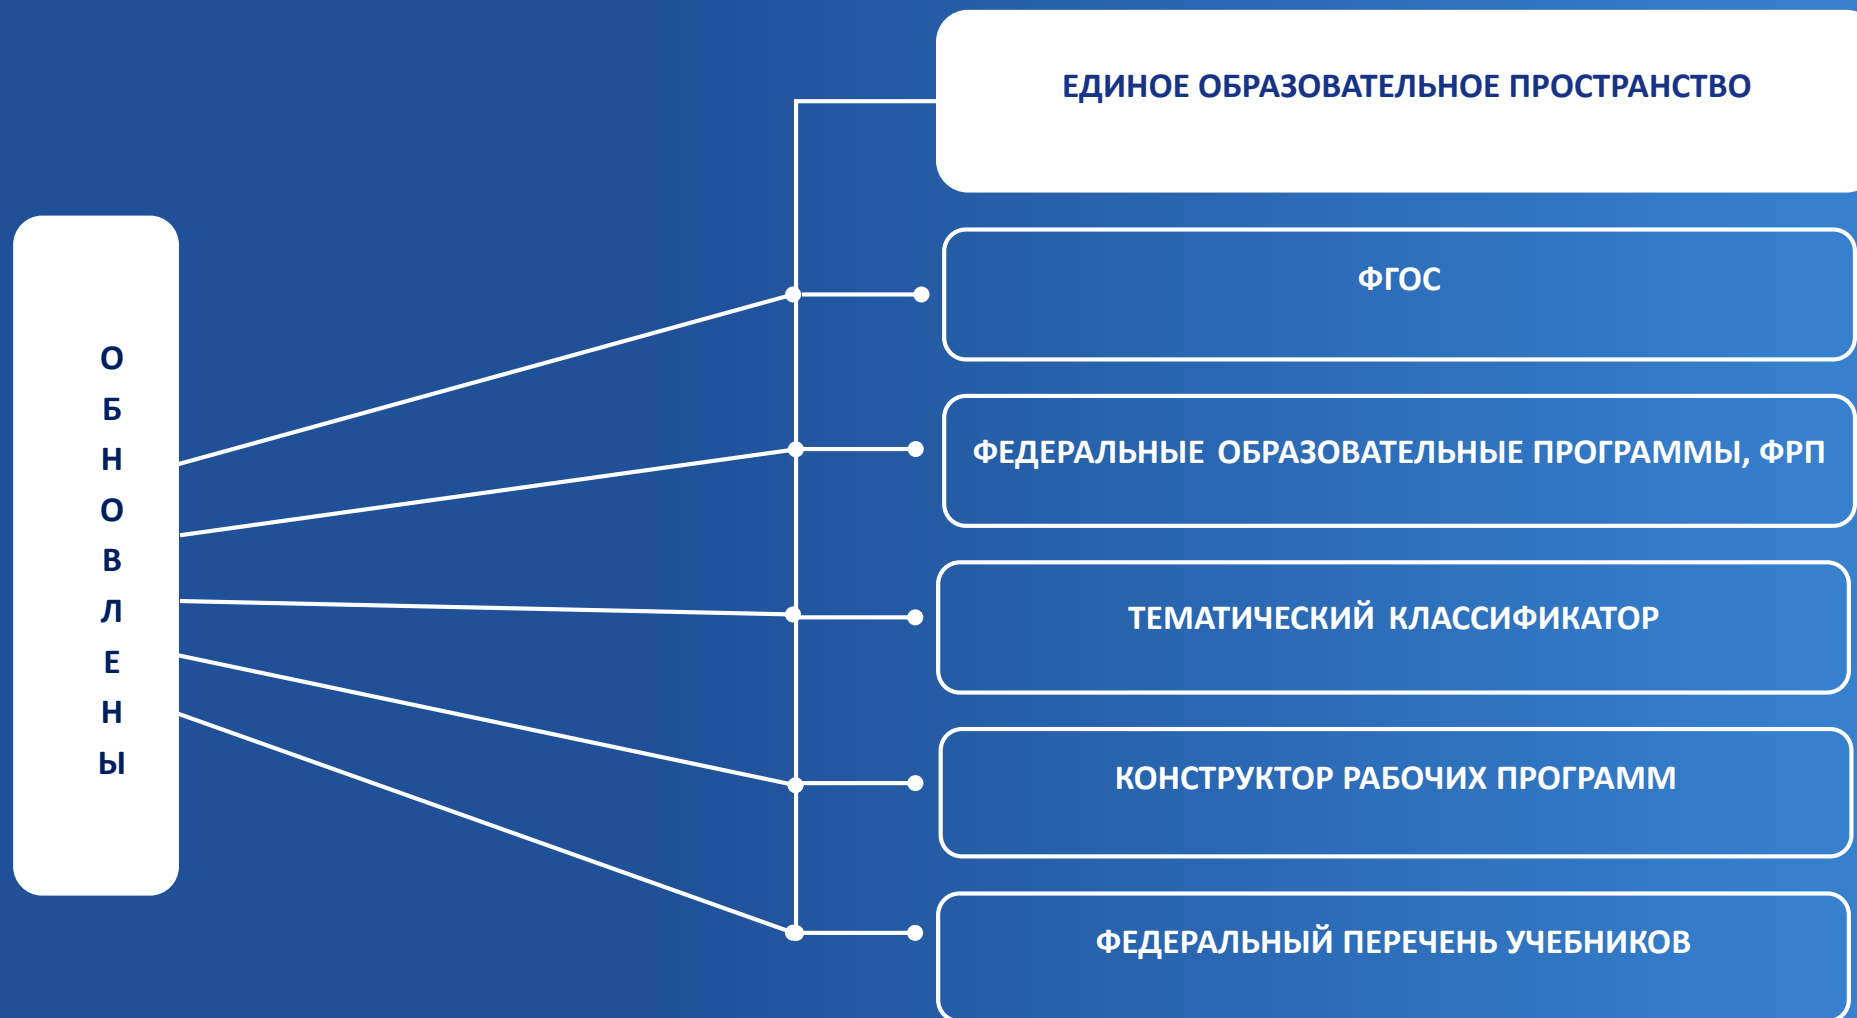 ЕДИНОЕ ОБРАЗОВАТЕЛЬНОЕ ПРОСТРАНСТВО
О
Б
Н
О
В
Л
Е
Н
Ы
ФГОС
ФЕДЕРАЛЬНЫЕ ОБРАЗОВАТЕЛЬНЫЕ ПРОГРАММЫ, ФРП
ТЕМАТИЧЕСКИЙ КЛАССИФИКАТОР
КОНСТРУКТОР РАБОЧИХ ПРОГРАММ
ФЕДЕРАЛЬНЫЙ ПЕРЕЧЕНЬ УЧЕБНИКОВ